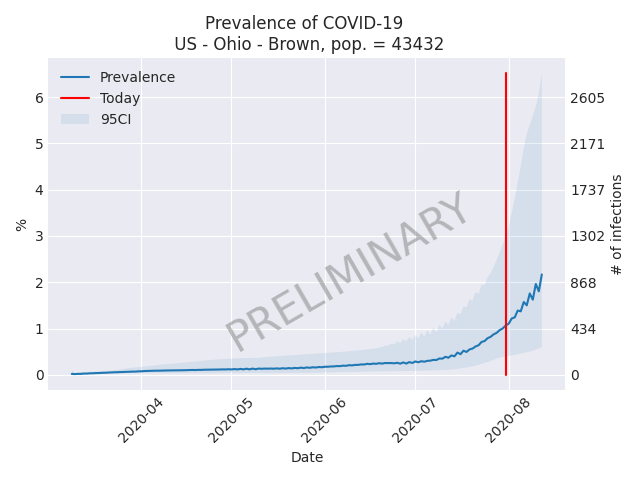 Prevalence of COVID-19
US - Ohio - Brown, pop. = 43432
Prevalence
Today
95CI
PRELIMINARY
6
5
4
3
2
1
0
%
2605
2171
1737
1302
868
434
0
# of infections
2020-04
2020-05
2020-06
2020-07
2020-08
Date